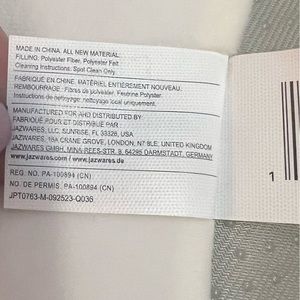 MADE IN CHINA. ALL NEW MATERIAL.
FILLING: Polyester Fiber, Polyester Felt
Cleaning Instructions: Spot Clean Only.
FABRIQUÉ EN CHINE. MATÉRIEL ENTIÈREMENT NOUVEAU.
REMBOURRAGE: Fibres de polyester, Feutrine Polyester.
Instructions de nettoyage: nettoyage local uniquement.
MANUFACTURED FOR AND DISTRIBUTED BY
FABRIQUÉ POUR ET DISTRIBUÉ PAR :
JAZWARES, LLC, SUNRISE, FL 33326, USA
JAZWARES, 16A CRANE GROVE, LONDON, N7 8LE, UNITED KINGDOM
JAZWARES GMBH, MINA-REES-STR. 8, 64295 DARMSTADT, GERMANY
www.jazwares.com / www.jazwares.de
REG. NO. PA-100894 (CN)
NO DE PERMIS. PA-100894 (CN)
JPT0763-M-092523-Q036
1